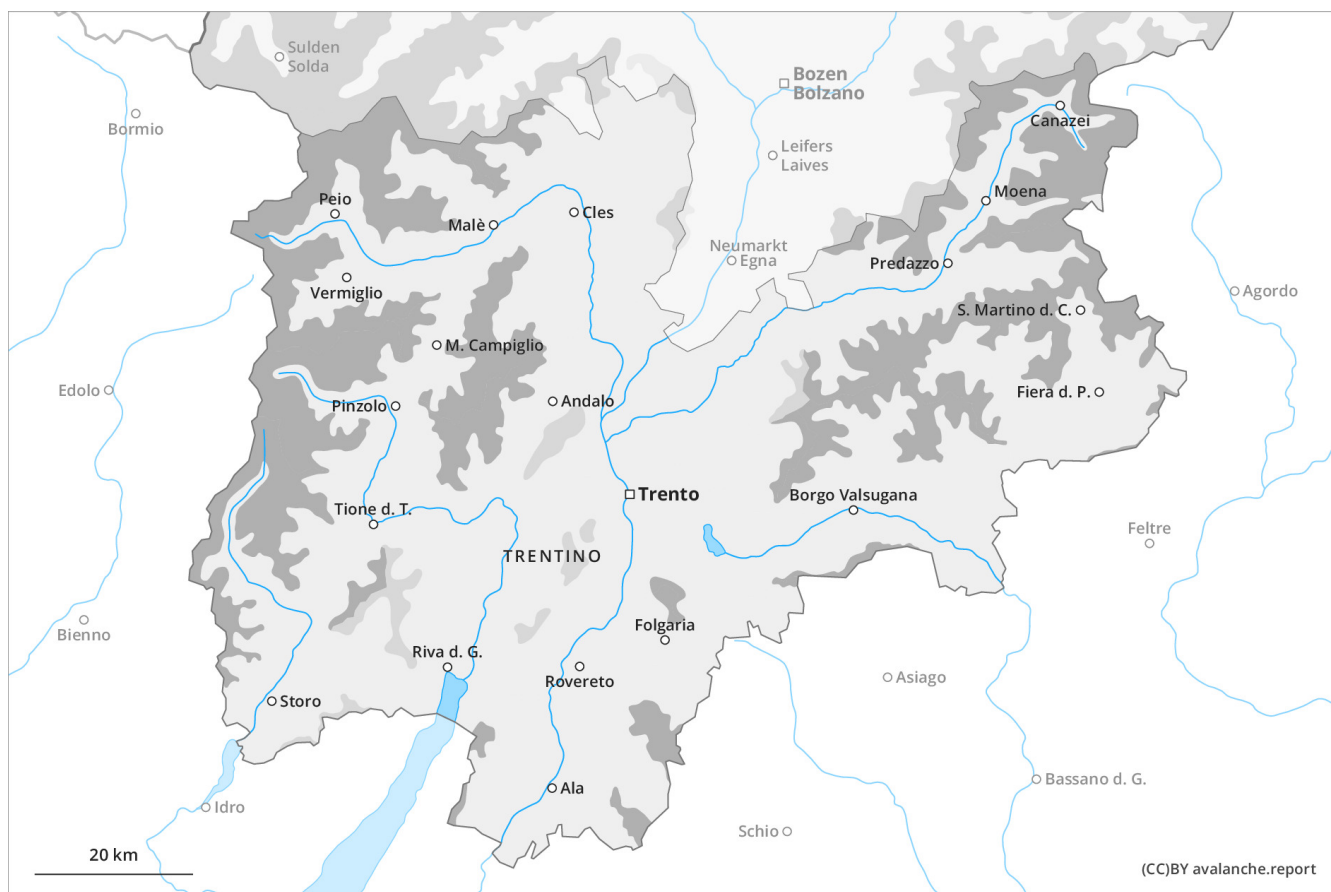 Sulden
Solda
Bozen
Bolzano
Bormio
Canazei
Leifers
Laives
Moena
Peio
Malè
Cles
Neumarkt
Egna
Predazzo
Vermiglio
Agordo
S. Martino d. C.
M. Campiglio
Edolo
Pinzolo
Andalo
Fiera d. P.
Trento
Borgo Valsugana
Tione d. T.
Feltre
TRENTINO
Bienno
Folgaria
Riva d. G.
Rovereto
Asiago
Storo
Bassano d. G.
Ala
Idro
Schio
20 km
(CC)BY avalanche.report